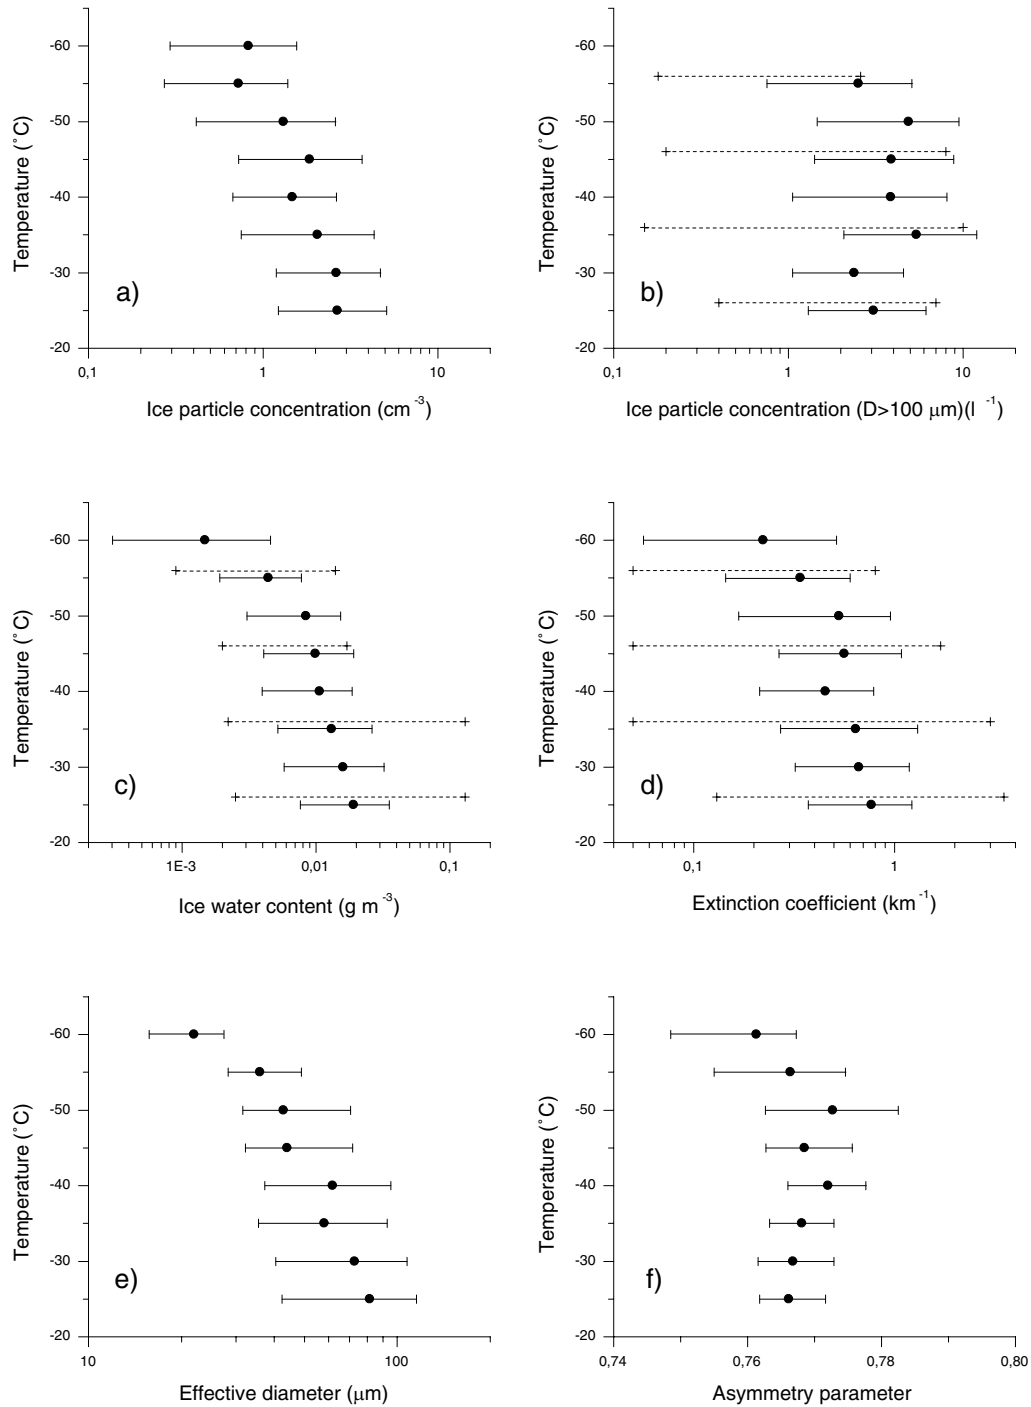 -60
-50
-40
-30
-20
Temperature (˚C)
a)
0,1 1 10
Ice particle concentration (cm -3)
-60
-50
-40
-30
-20
Temperature (˚C)
b)
0,1 1 10
Ice particle concentration (D>100 μm)(l -1)
-60
-50
-40
-30
-20
Temperature (˚C)
c)
1E-3 0,01 0,1
Ice water content (g m -3)
-60
-50
-40
-30
-20
Temperature (˚C)
d)
0,1 1
Extinction coefficient (km -1)
-60
-50
-40
-30
-20
Temperature (˚C)
e)
10 100
Effective diameter (μm)
-60
-50
-40
-30
-20
Temperature (˚C)
f)
0,74 0,76 0,78 0,80
Asymmetry parameter